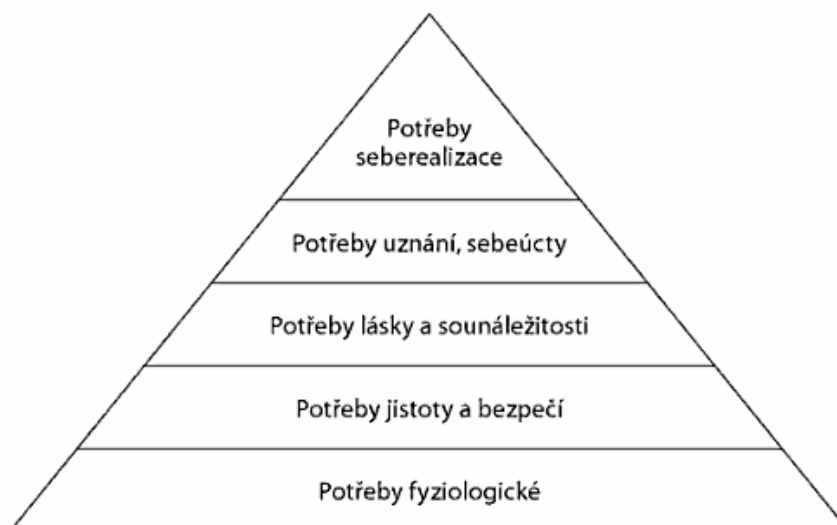 Potřeby
seberealizace
Potřeby uznání, sebeúcty
Potřeby lásky a sounáležitosti
Potřeby jistoty a bezpečí
Potřeby fyziologické